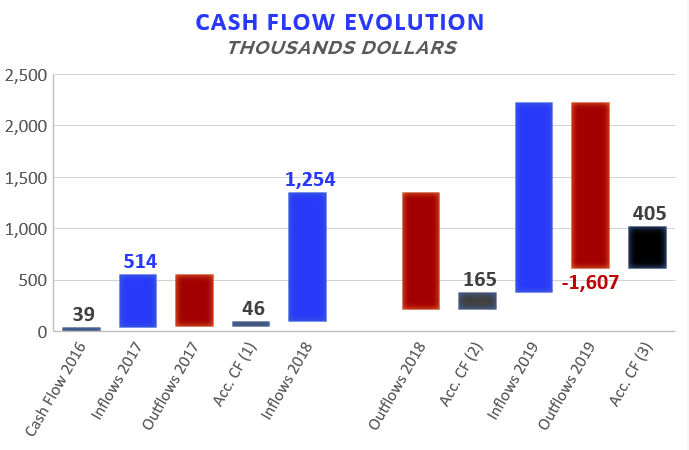 CASH FLOW EVOLUTION
THOUSANDS DOLLARS
2,500
2,000
1,500
1,000
500
0
39
514
46
1,254
165
-1,607
405
Cash Flow 2016
Inflows 2017
Outflows 2017
Acc. CF (1)
Inflows 2018
Outflows 2018
Acc. CF (2)
Inflows 2019
Outflows 2019
Acc. CF (3)